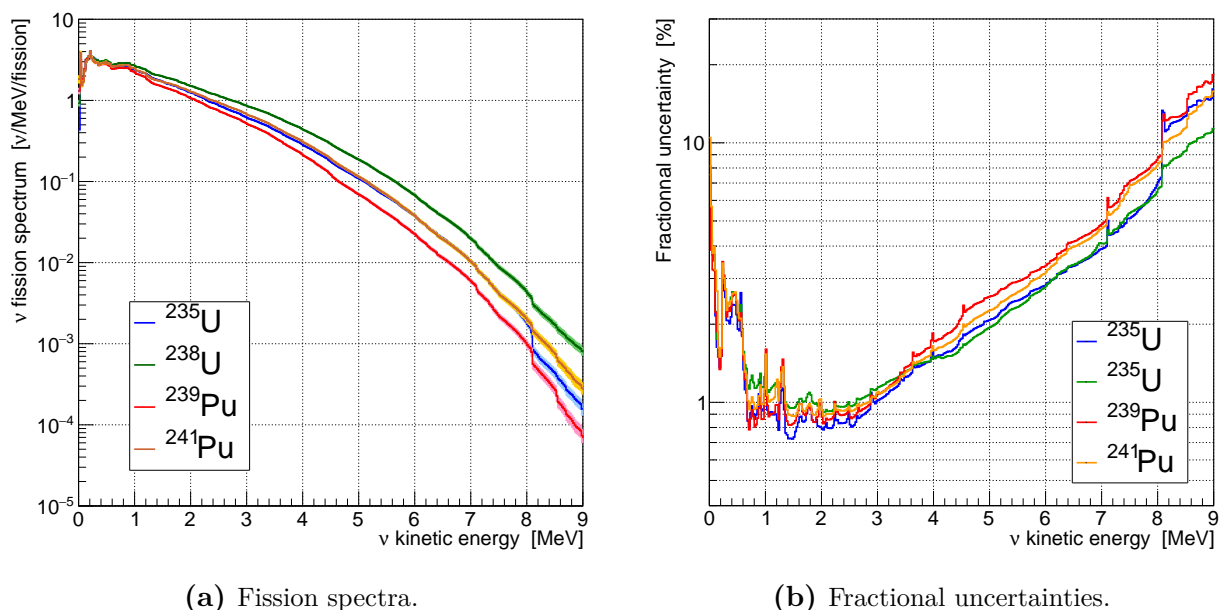 ν fission spectrum [ν/MeV/fission]
10
1
10⁻¹
10⁻²
10⁻³
10⁻⁴
10⁻⁵
²³⁵U
²³⁸U
²³⁹Pu
²⁴¹Pu
0 1 2 3 4 5 6 7 8 9
ν kinetic energy [MeV]
(a) Fission spectra.
Fractionnal uncertainty [%]
10
1
²³⁵U
²³⁵U
²³⁹Pu
²⁴¹Pu
0 1 2 3 4 5 6 7 8 9
ν kinetic energy [MeV]
(b) Fractional uncertainties.